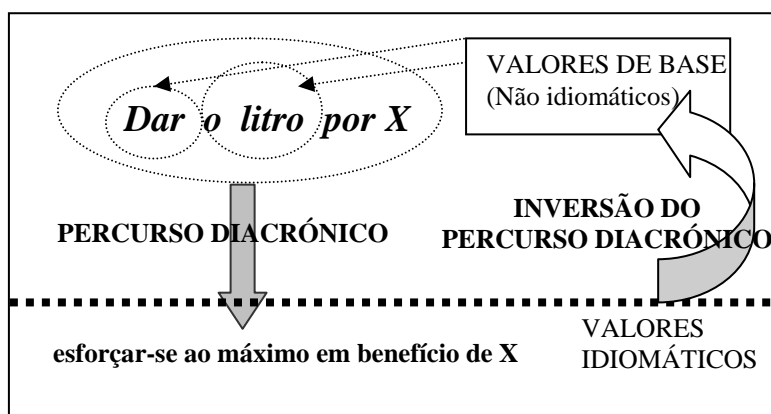 VALORES DE BASE
(Não idiomáticos)
Dar o litro por X
INVERSÃO DO
PERCURSO DIACRÓNICO
PERCURSO DIACRÓNICO
VALORES
IDIOMÁTICOS
esforçar-se ao máximo em benefício de X